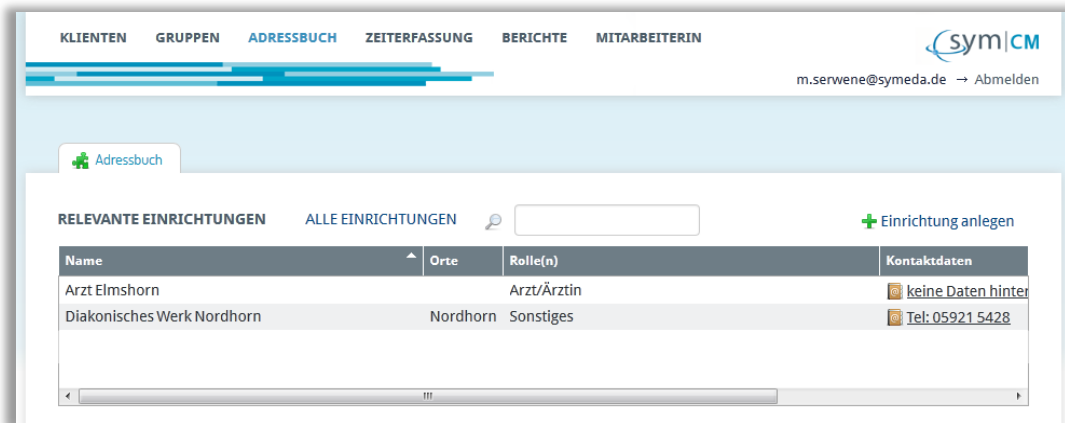 KLIENTEN GRUPPEN ADRESSBUCH ZEITERFASSUNG BERICHTE MITARBEITERIN
sym|CM
m.serwene@symeda.de → Abmelden
Adressbuch
RELEVANTE EINRICHTUNGEN ALLE EINRICHTUNGEN Einrichtung anlegen
Name Orte Rolle(n) Kontaktdaten
Arzt Elmshorn Arzt/Ärztin keine Daten hinter
Diakonisches Werk Nordhorn Nordhorn Sonstiges Tel: 05921 5428